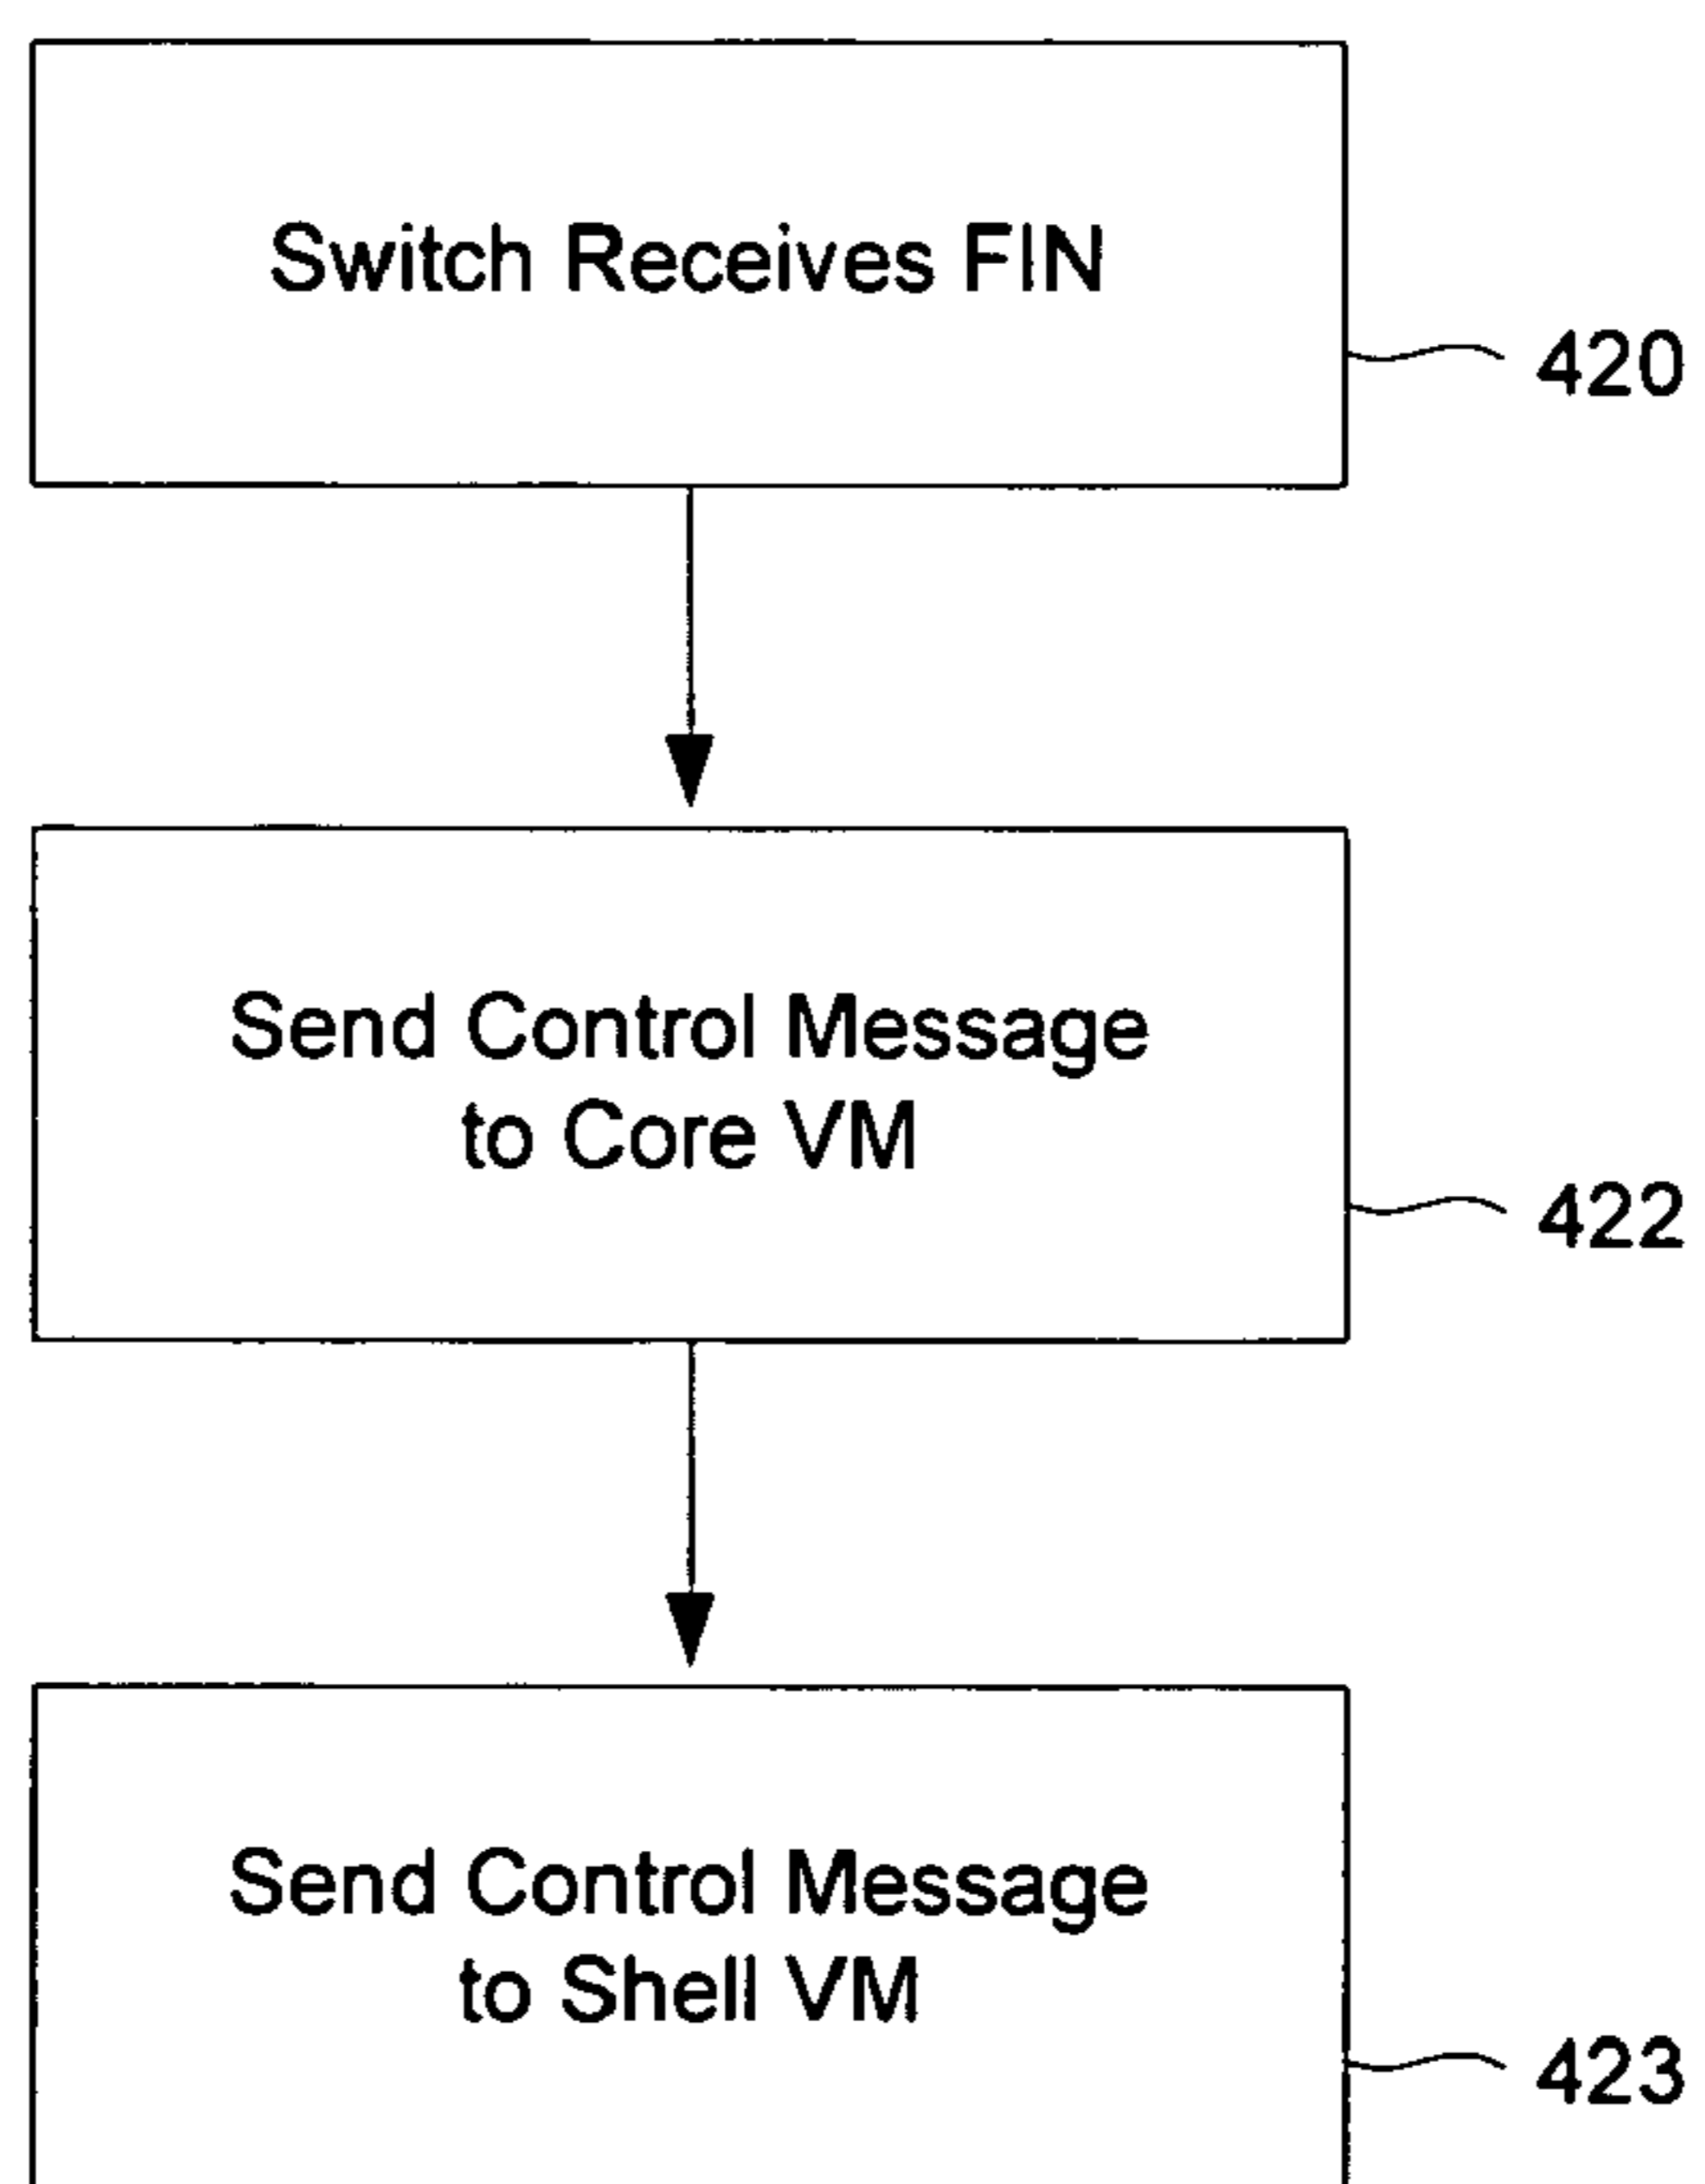 Switch Receives FIN
420
Send Control Message
to Core VM
422
Send Control Message
to Shell VM
423